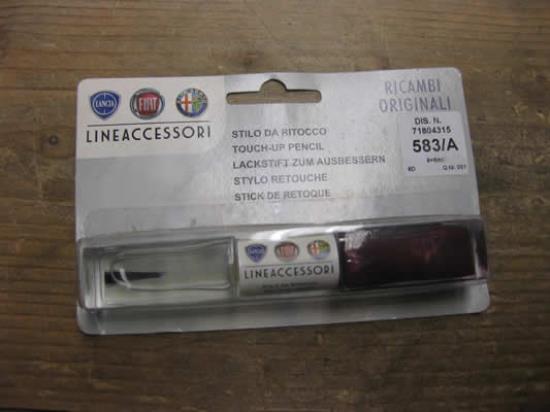 LANCIA
FIAT
LINEACCESSORI
RICAMBI
ORIGINALI
DIS. N.
71804315
583/A
STILO DA RITOCCO
TOUCH-UP PENCIL
LACKSTIFT ZUM AUSBESSERN
STYLO RETOUCHE
STICK DE RETOQUE
LINEACCESSORI